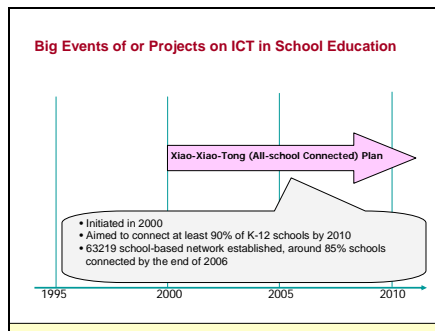 Big Events of or Projects on ICT in School Education
Xiao-Xiao-Tong (All-school Connected) Plan
• Initiated in 2000
• Aimed to connect at least 90% of K-12 schools by 2010
• 63219 school-based network established, around 85% schools
connected by the end of 2006
1995 2000 2005 2010